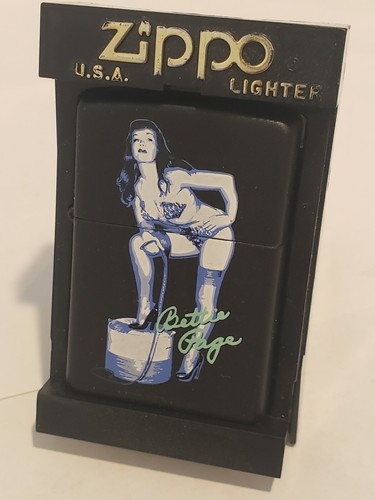 Zippo
U.S.A.
LIGHTER
Bettie
Page